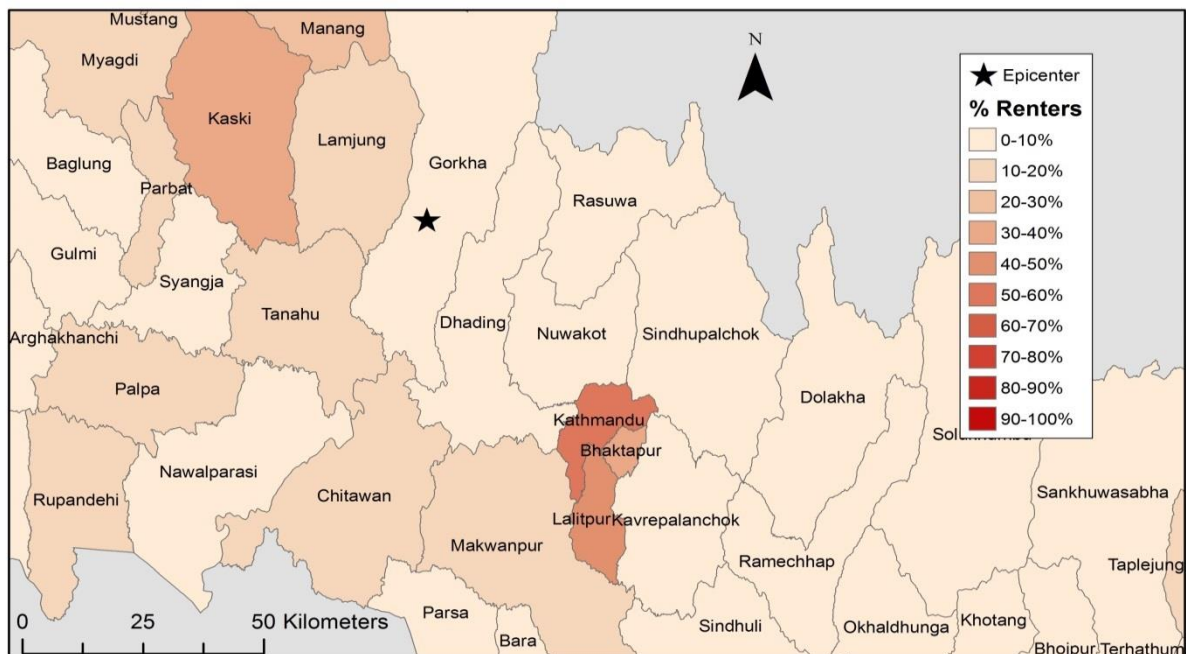 Mustang
Manang
Myagdi
Kaski
Lamjung
Gorkha
Baglung
Parbat
Rasuwa
Gulmi
Syangja
Tanahu
Dhading
Nuwakot
Sindhupalchok
Arghakhanchi
Palpa
Dolakha
Kathmandu
Bhaktapur
Nawalparasi
Chitawan
Rupandehi
Lalitpur
Kavrepalanchok
Sankhuwasabha
Makwanpur
Ramechhap
Taplejung
Parsa
Bara
Sindhuli
Okhaldhunga
Khotang
Bhojpur
Terhathum
N
Epicenter
% Renters
0-10%
10-20%
20-30%
30-40%
40-50%
50-60%
60-70%
70-80%
80-90%
90-100%
0 25 50 Kilometers